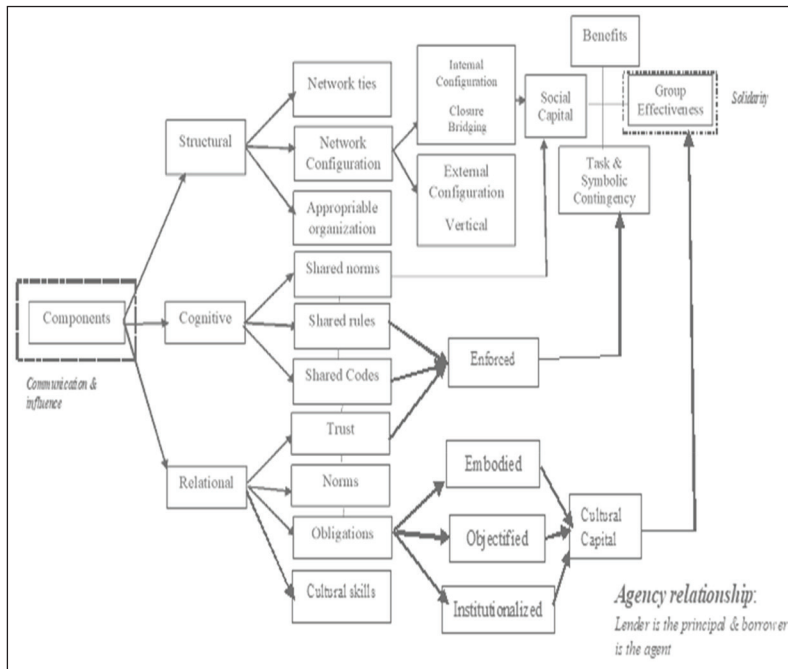 Benefits
Network ties
Internal
Configuration
Closure
Bridging
Social
Capital
Group
Effectiveness
Solidarity
Structural
Network
Configuration
External
Configuration
Vertical
Task &
Symbolic
Contingency
Appropriable
organization
Shared norms
Components
Cognitive
Shared rules
Enforced
Shared Codes
Communication &
influence
Trust
Relational
Norms
Embodied
Obligations
Objectified
Cultural
Capital
Cultural skills
Institutionalized
Agency relationship:
Lender is the principal & borrower
is the agent